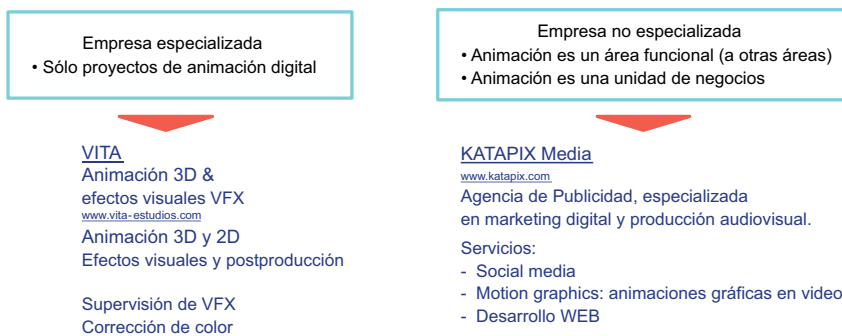 Empresa especializada
• Sólo proyectos de animación digital
Empresa no especializada
• Animación es un área funcional (a otras áreas)
• Animación es una unidad de negocios
VITA
Animación 3D &
efectos visuales VFX
www.vita-estudios.com
Animación 3D y 2D
Efectos visuales y postproducción
Supervisión de VFX
Corrección de color
KATAPIX Media
www.katapix.com
Agencia de Publicidad, especializada
en marketing digital y producción audiovisual.
Servicios:
- Social media
- Motion graphics: animaciones gráficas en video
- Desarrollo WEB